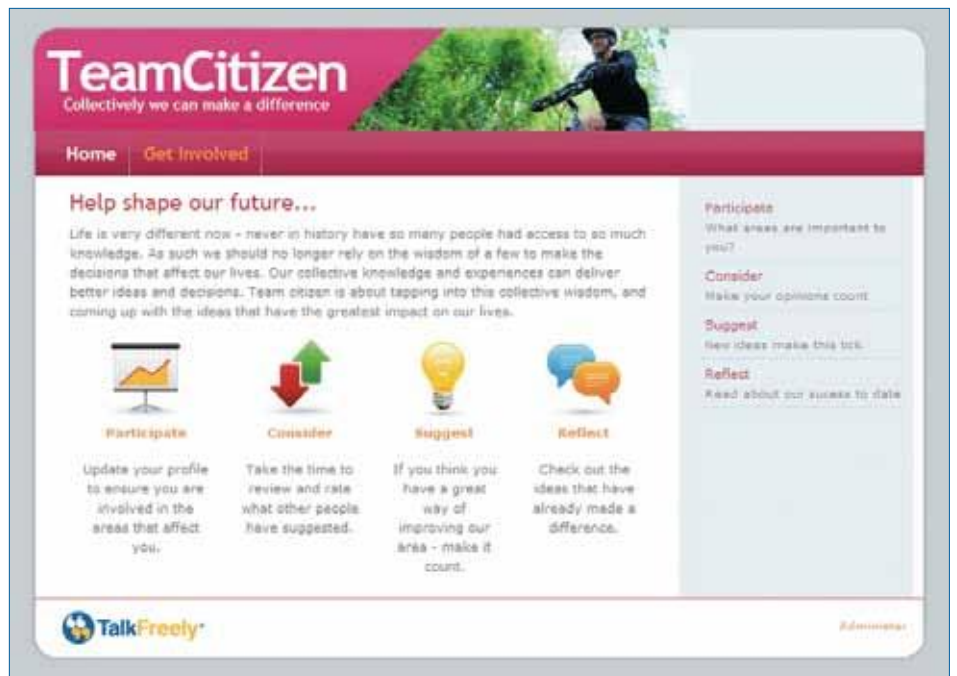 TeamCitizen
Collectively we can make a difference
Home Get Involved
Help shape our future...
Life is very different now - never in history have so many people had access to so much
knowledge. As such we should no longer rely on the wisdom of a few to make the
decisions that affect our lives. Our collective knowledge and experiences can deliver
better ideas and decisions. Team citizen is about tapping into this collective wisdom, and
coming up with the ideas that have the greatest impact on our lives.
Participate
Update your profile
to ensure you are
involved in the
areas that affect
you.
Consider
Take the time to
review and rate
what other people
have suggested.
Suggest
If you think you
have a great
way of
improving our
area - make it
count.
Reflect
Check out the
ideas that have
already made a
difference.
Participate
What areas are important to
you?
Consider
Make your opinions count
Suggest
New ideas make this tick
Reflect
Read about our sucess to date
TalkFreely
Administer